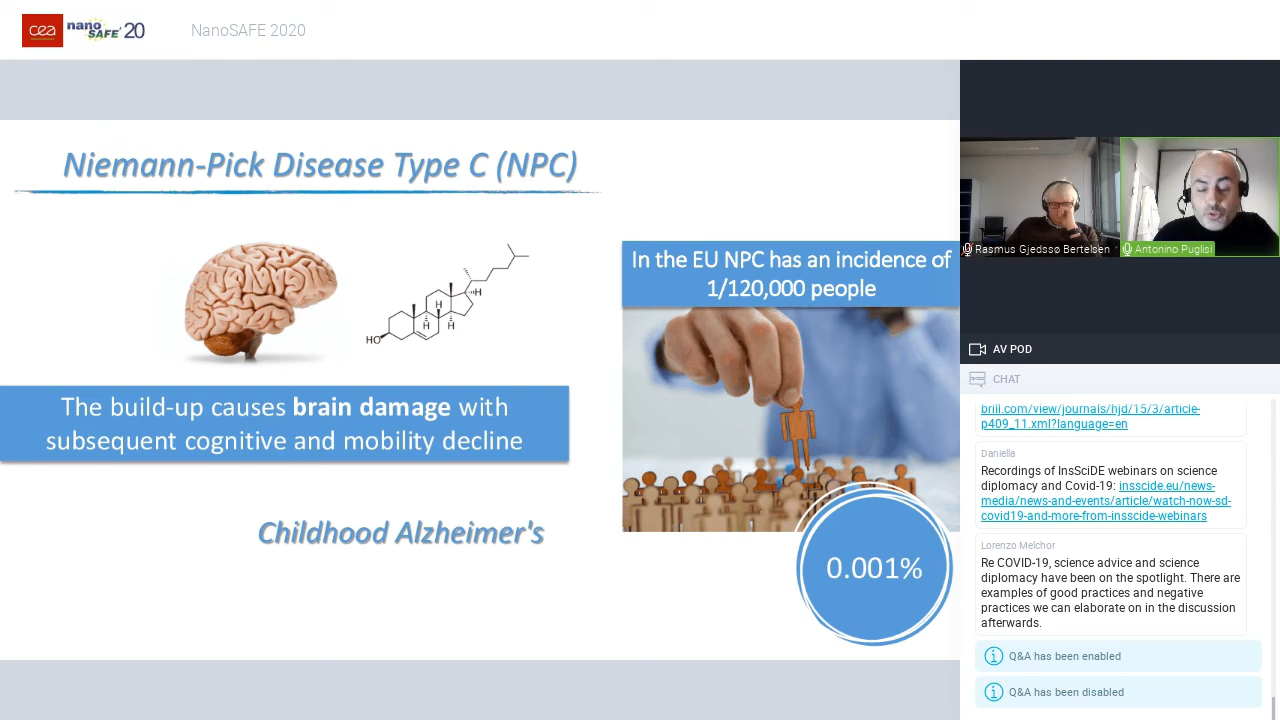 cea
nano
SAFE 20
NanoSAFE 2020
Niemann-Pick Disease Type C (NPC)
HO
H
H
H
H
The build-up causes brain damage with
subsequent cognitive and mobility decline
Childhood Alzheimer's
In the EU NPC has an incidence of
1/120,000 people
0.001%
Rasmus Gjedssø Bertelsen
Antonino Puglisi
AV POD
CHAT
brill.com/view/journals/hjd/15/3/article-
p409_11.xml?language=en
Daniella
Recordings of InsSciDE webinars on science
diplomacy and Covid-19: insscide.eu/news-
media/news-and-events/article/watch-now-sd-
covid19-and-more-from-insscide-webinars
Lorenzo Melchor
Re COVID-19, science advice and science
diplomacy have been on the spotlight. There are
examples of good practices and negative
practices we can elaborate on in the discussion
afterwards.
Q&A has been enabled
Q&A has been disabled